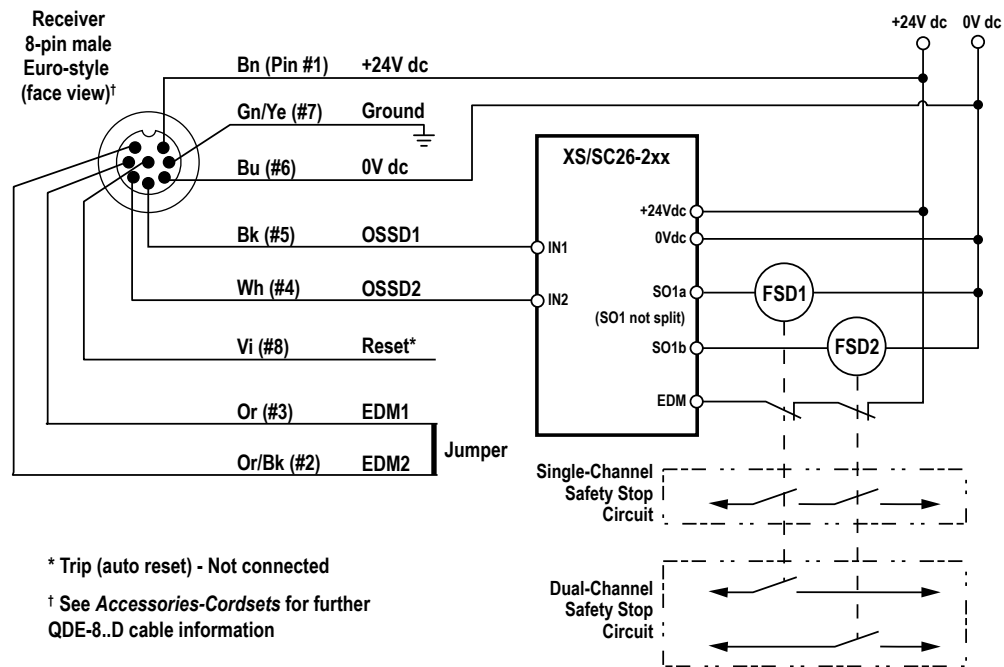 Receiver
8-pin male
Euro-style
(face view)†
+24V dc
0V dc
Bn (Pin #1)
+24V dc
Gn/Ye (#7)
Ground
Bu (#6)
0V dc
Bk (#5)
OSSD1
Wh (#4)
OSSD2
Vi (#8)
Reset*
Or (#3)
EDM1
Or/Bk (#2)
EDM2
Jumper
XS/SC26-2xx
+24Vdc
0Vdc
IN1
IN2
SO1a
(SO1 not split)
SO1b
EDM
FSD1
FSD2
Single-Channel
Safety Stop
Circuit
Dual-Channel
Safety Stop
Circuit
* Trip (auto reset) - Not connected
† See Accessories-Cordsets for further
QDE-8..D cable information